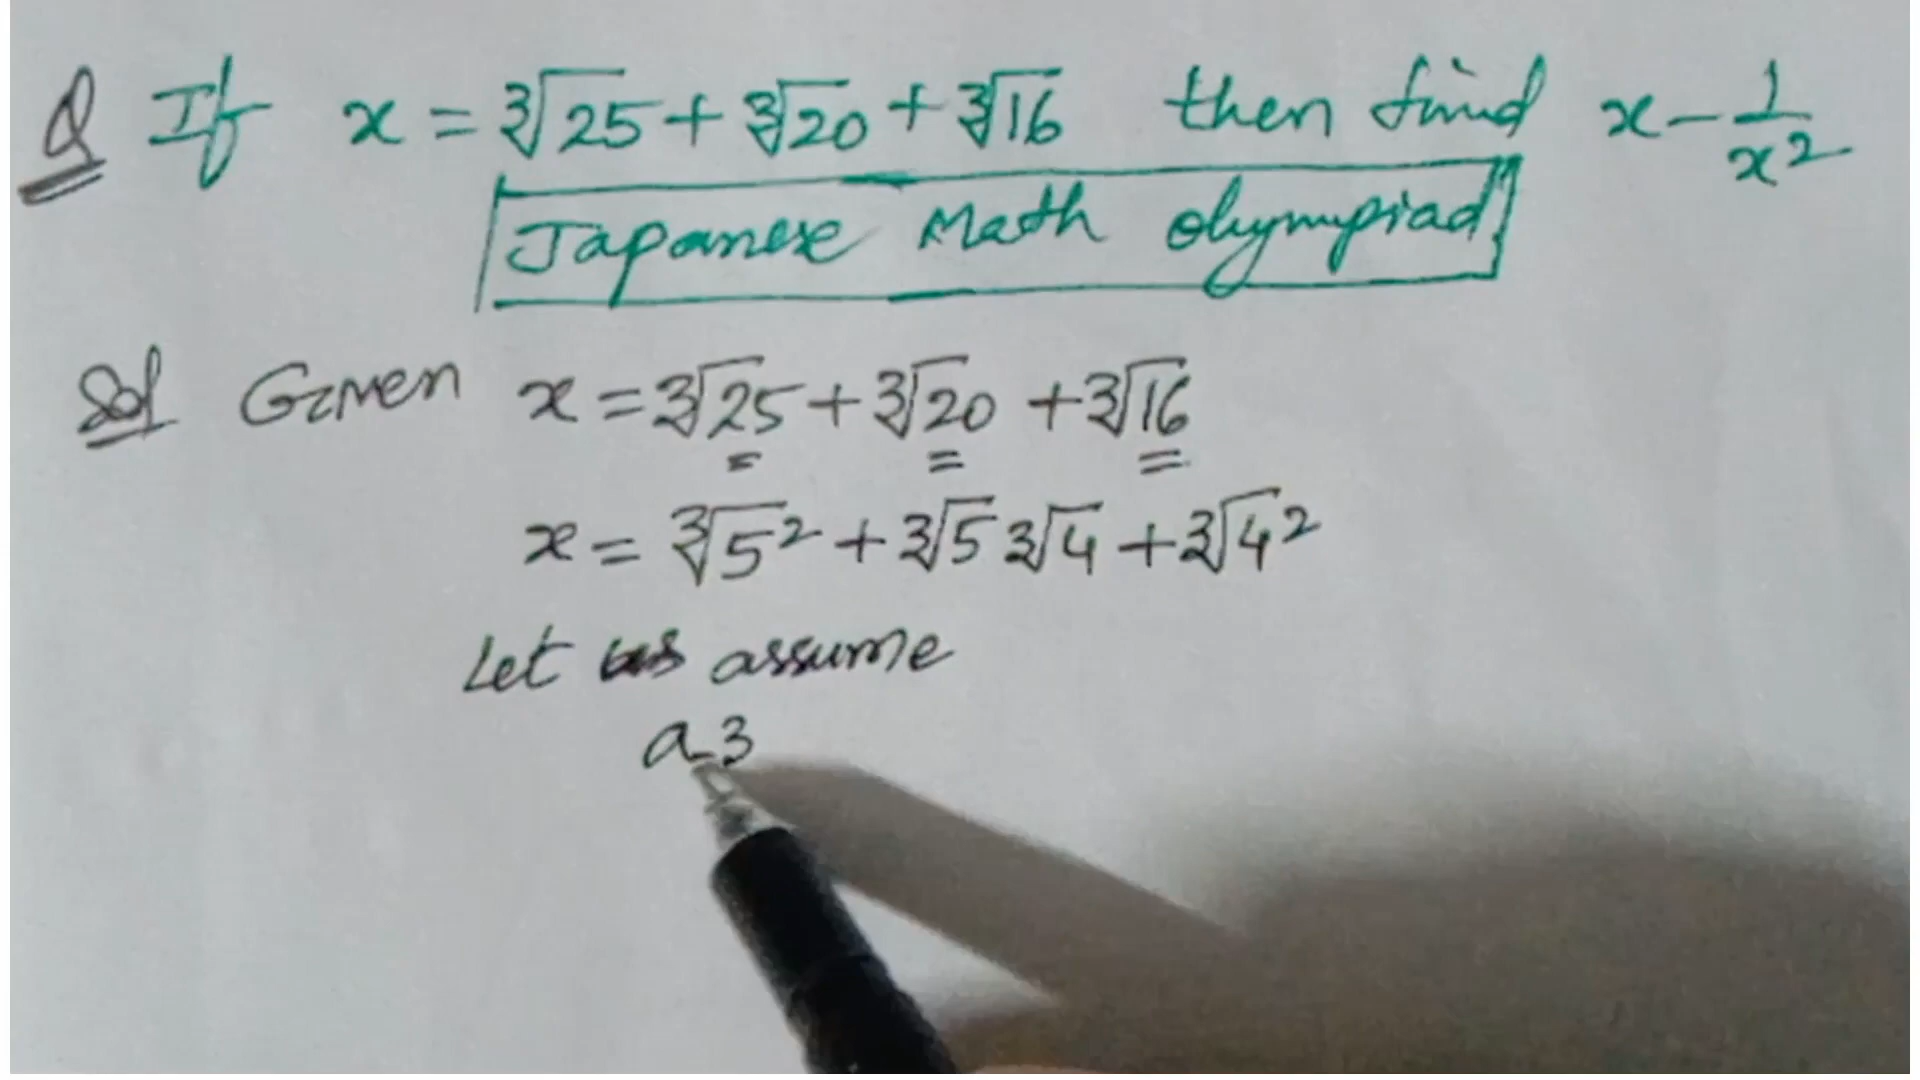 Q If x = ∛25 + ∛20 + ∛16 then find x - 1/x²
Japanese Math Olympiad
Sol Given x = ∛25 + ∛20 + ∛16
x = ∛5² + ∛5 ∛4 + ∛4²
Let us assume
a 3